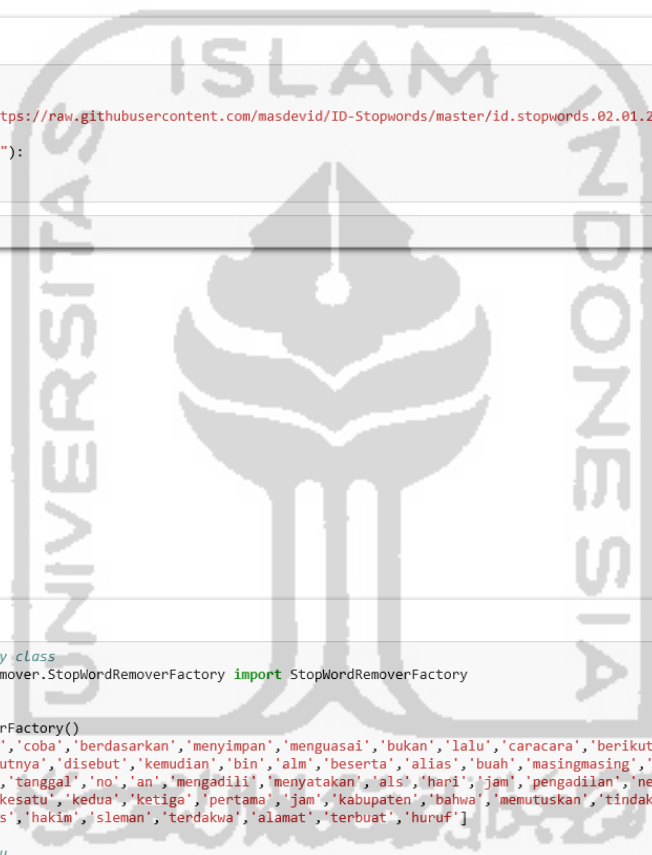 ISLAM
UNIVERSITAS
INDONESIA
tps://raw.githubusercontent.com/masdevid/ID-Stopwords/master/id.stopwords.02.01.2
"):
y class
mover.StopWordRemoverFactory import StopWordRemoverFactory
rFactory()
','coba','berdasarkan','menyimpan','menguasai','bukan','lalu','caracara','berikut
utnya','disebut','kemudian','bin','alm','beserta','alias','buah','masingmasing','
,'tanggal','no','an','mengadili','menyatakan','als','hari','jam','pengadilan','ne
kesatu','kedua','ketiga','pertama','jam','kabupaten','bahwa','memutuskan','tindak
s','hakim','sleman','terdakwa','alamat','terbuat','huruf']